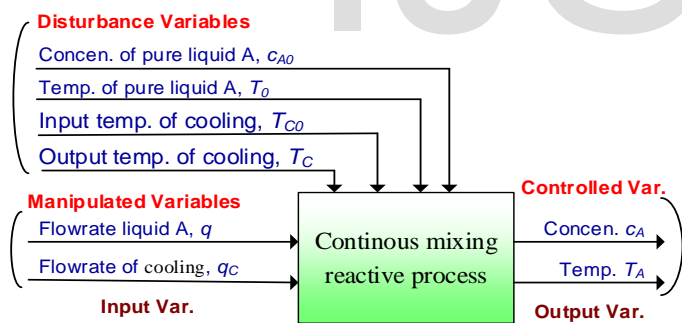 Disturbance Variables
Concen. of pure liquid A, cA0
Temp. of pure liquid A, T0
Input temp. of cooling, TC0
Output temp. of cooling, TC
Manipulated Variables
Flowrate liquid A, q
Flowrate of cooling, qC
Input Var.
Continous mixing
reactive process
Controlled Var.
Concen. cA
Temp. TA
Output Var.